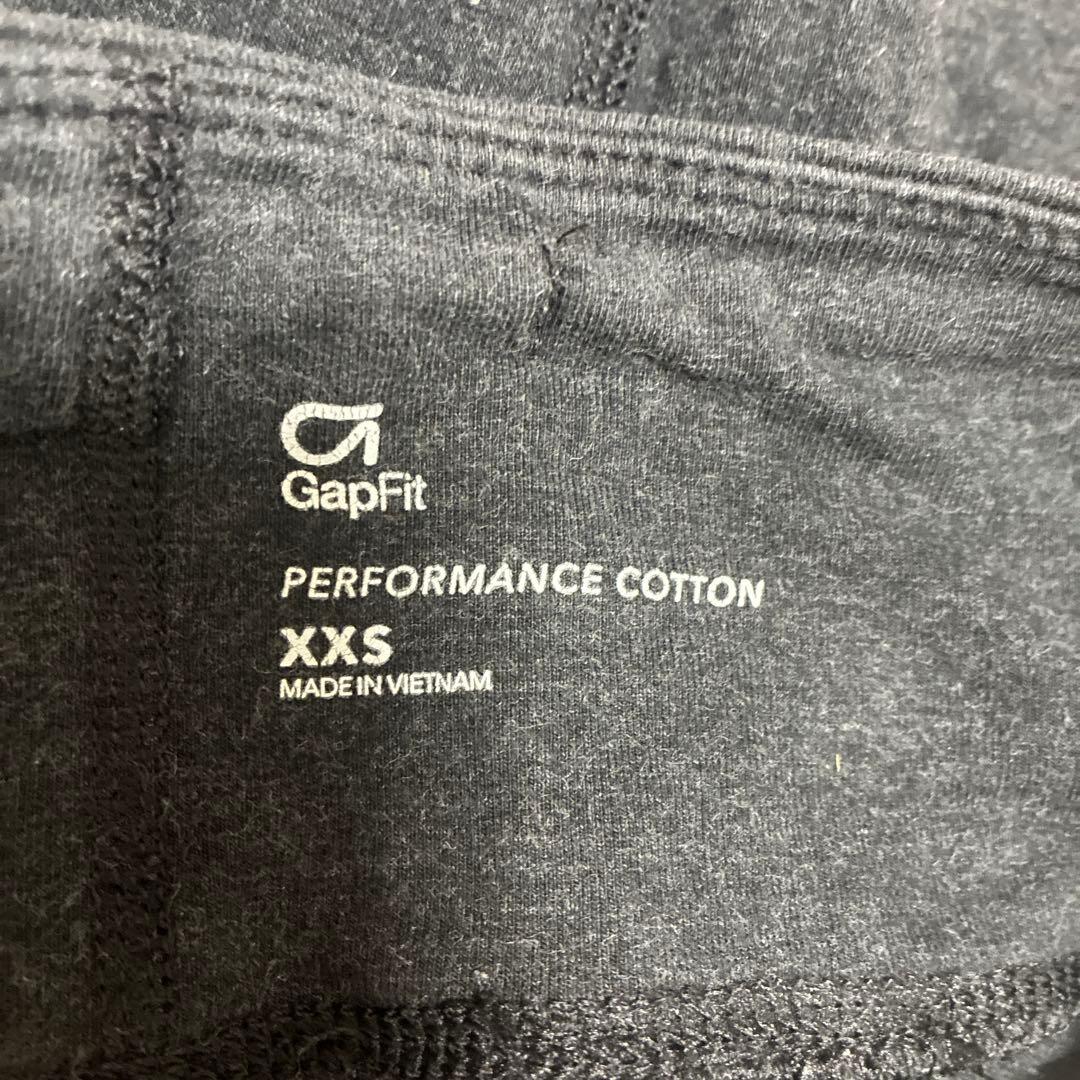 GapFit
PERFORMANCE COTTON
XXS
MADE IN VIETNAM